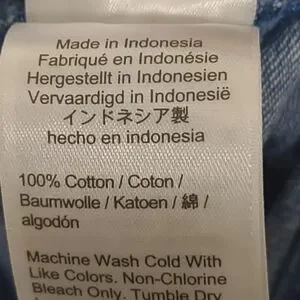 Made in Indonesia
Fabriqué en Indonésie
Hergestellt in Indonesien
Vervaardigd in Indonesië
インドネシア製
hecho en indonesia
100% Cotton / Coton /
Baumwolle / Katoen / 綿 /
algodón
Machine Wash Cold With
Like Colors. Non-Chlorine
Bleach Only. Tumble Dry